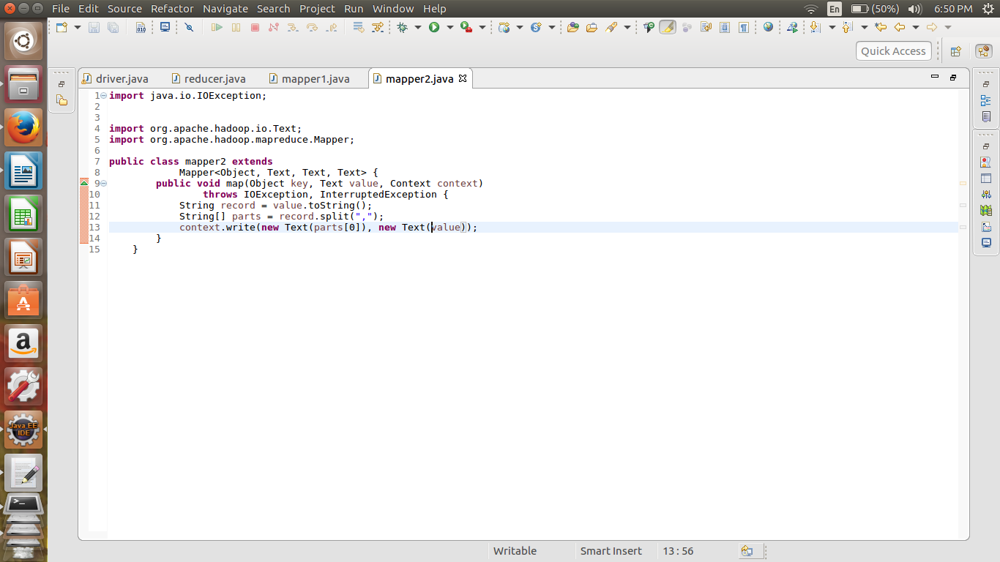 File Edit Source Refactor Navigate Search Project Run Window Help
En (50%) 6:50 PM
010
Quick Access
driver.java reducer.java mapper1.java mapper2.java
1 import java.io.IOException;
2
3
4 import org.apache.hadoop.io.Text;
5 import org.apache.hadoop.mapreduce.Mapper;
6
7 public class mapper2 extends
8 Mapper<Object, Text, Text, Text> {
9 public void map(Object key, Text value, Context context)
10 throws IOException, InterruptedException {
11 String record = value.toString();
12 String[] parts = record.split(",");
13 context.write(new Text(parts[0]), new Text(value));
14 }
15 }
Java EE
IDE
Writable Smart Insert 13 : 56